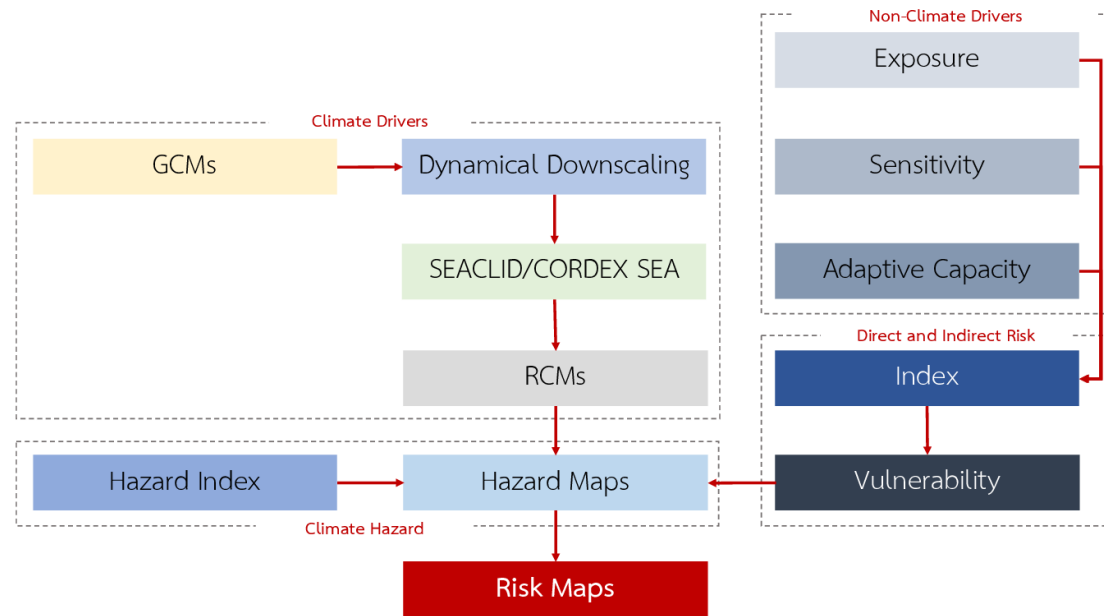 Non-Climate Drivers
Exposure
Climate Drivers
GCMs
Dynamical Downscaling
Sensitivity
SEACLID/CORDEX SEA
Adaptive Capacity
Direct and Indirect Risk
RCMs
Index
Hazard Index
Hazard Maps
Vulnerability
Climate Hazard
Risk Maps